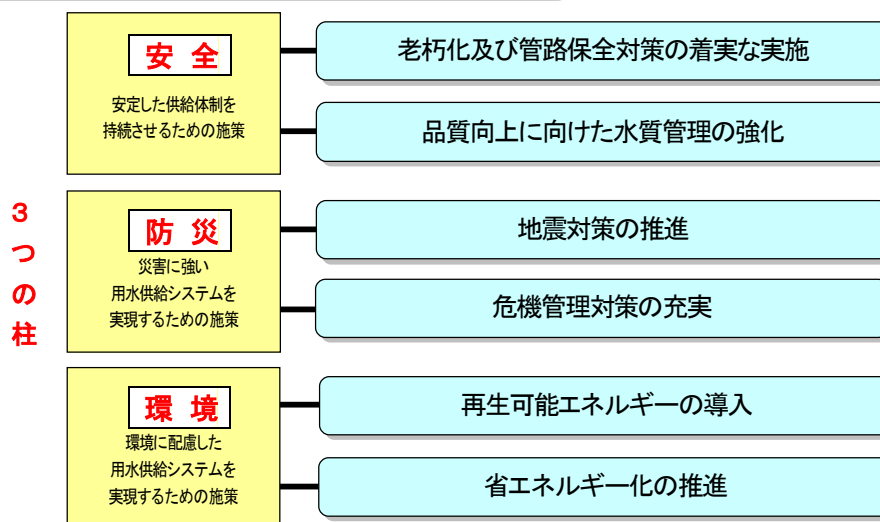 3つの柱
安全
安定した供給体制を
持続させるための施策
老朽化及び管路保全対策の着実な実施
品質向上に向けた水質管理の強化
防災
災害に強い
用水供給システムを
実現するための施策
地震対策の推進
危機管理対策の充実
環境
環境に配慮した
用水供給システムを
実現するための施策
再生可能エネルギーの導入
省エネルギー化の推進